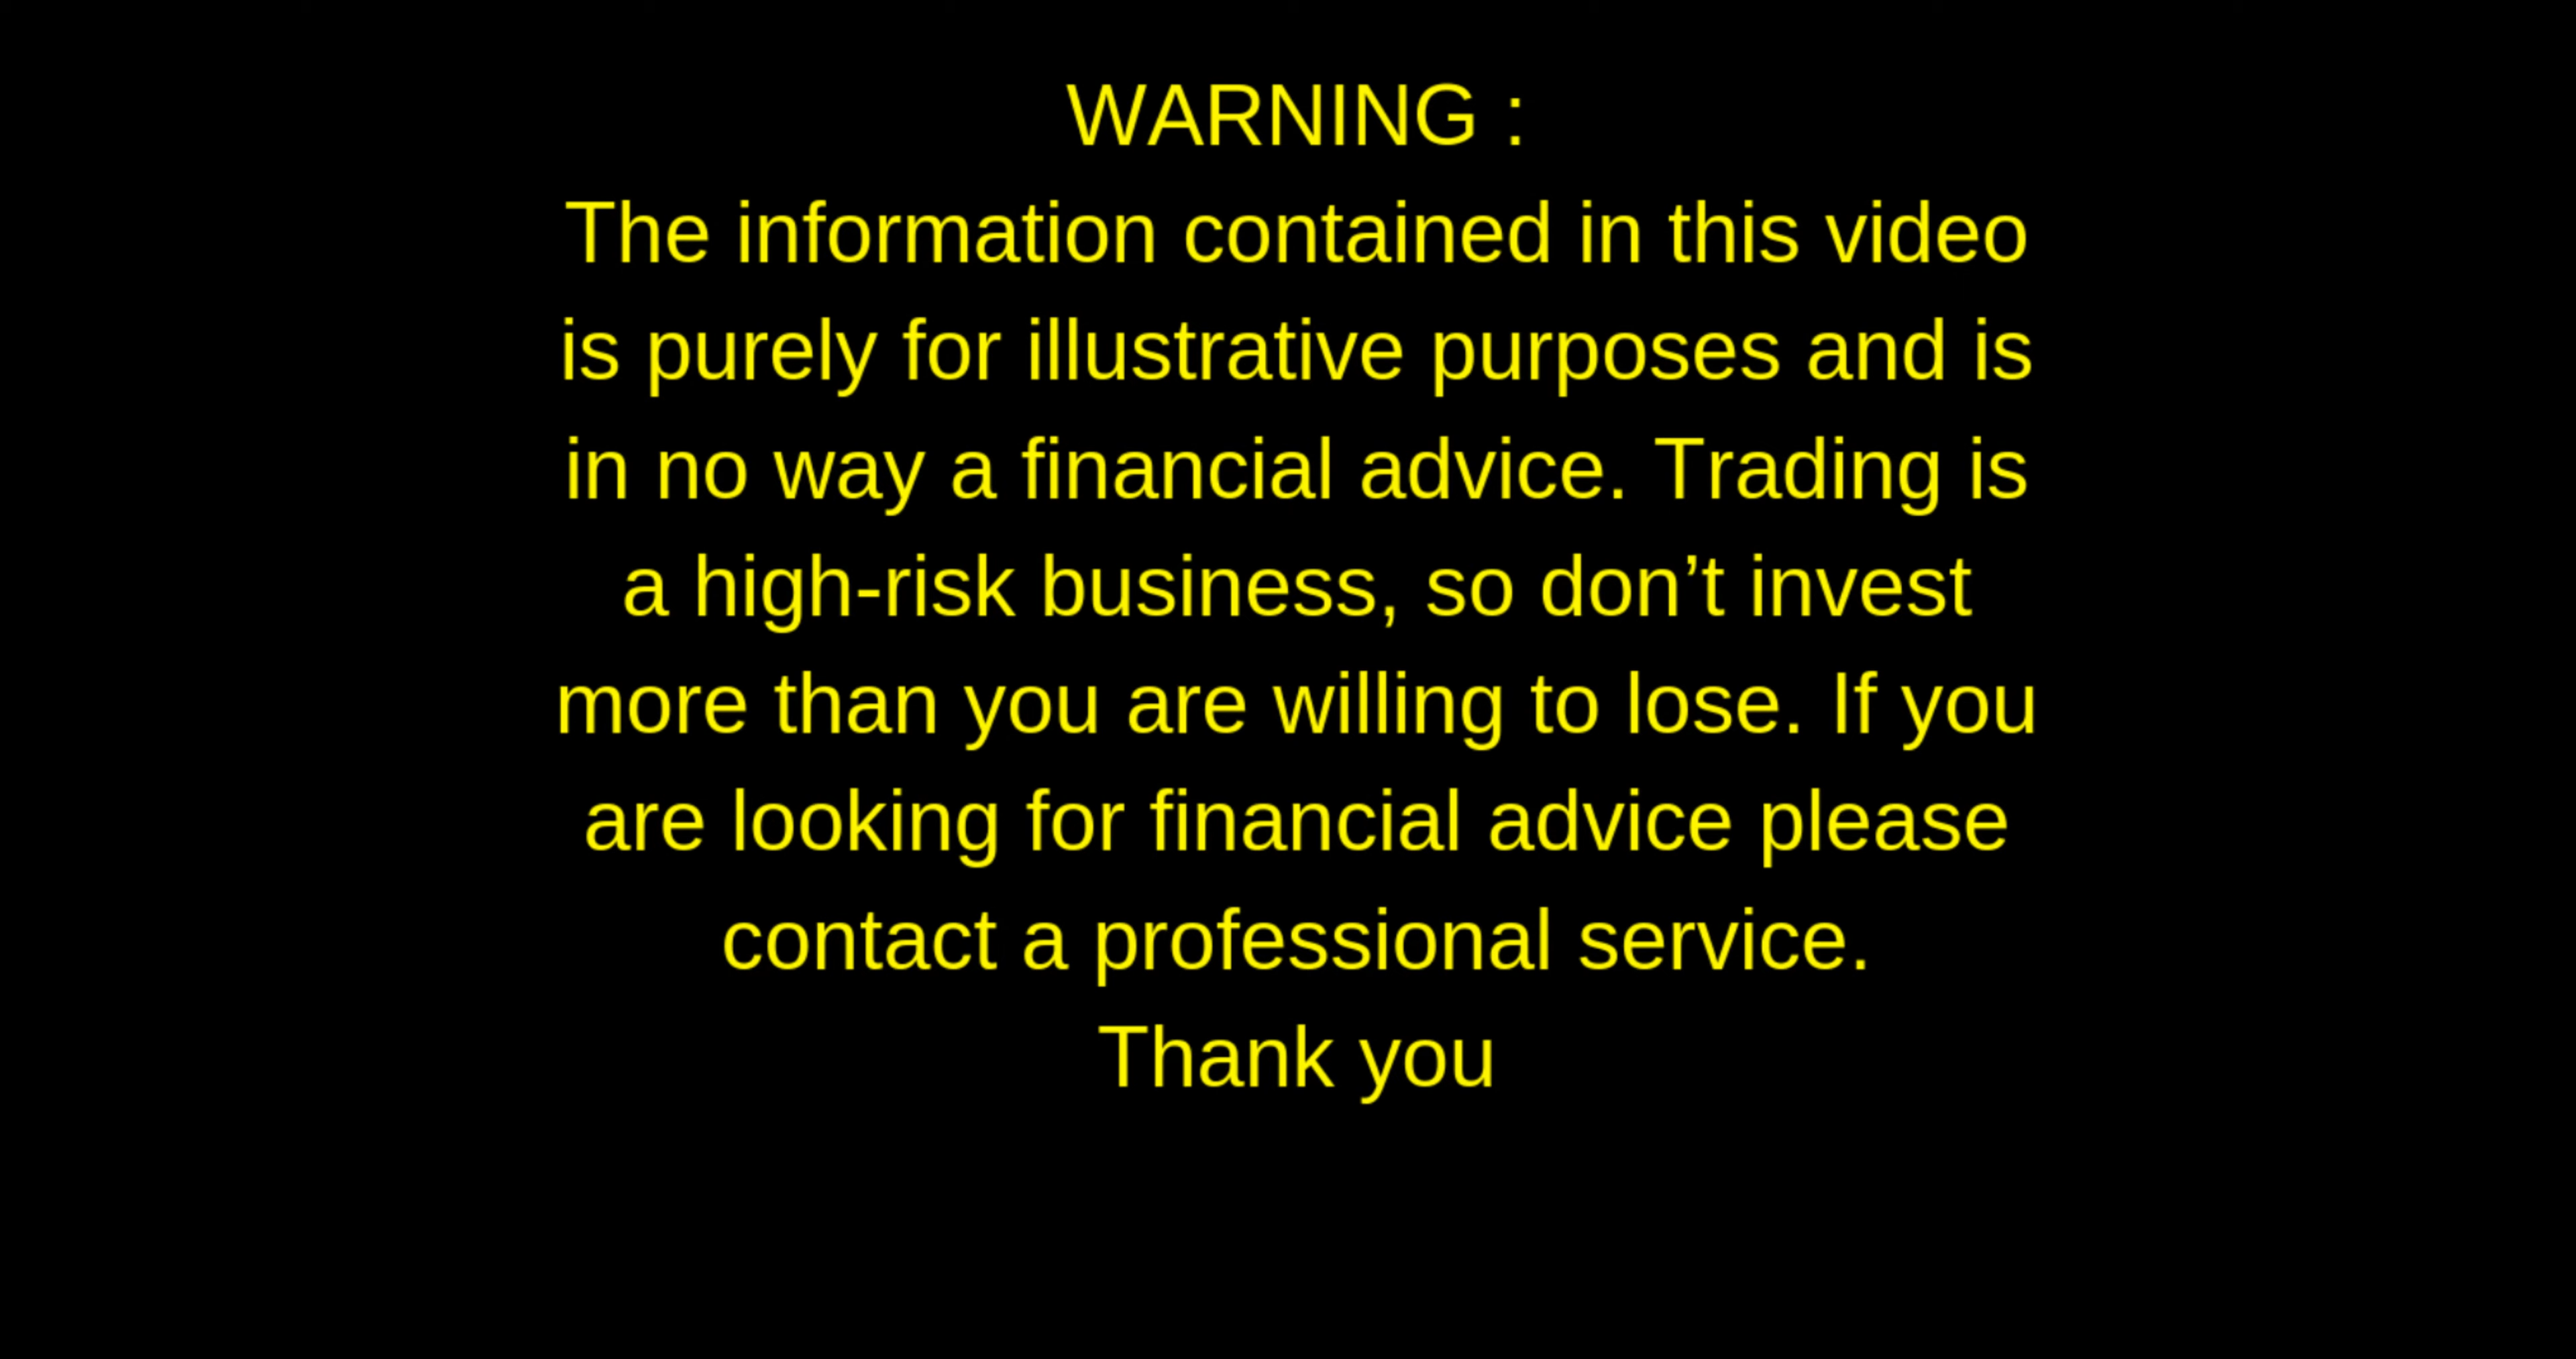 WARNING :
The information contained in this video
is purely for illustrative purposes and is
in no way a financial advice. Trading is
a high-risk business, so don’t invest
more than you are willing to lose. If you
are looking for financial advice please
contact a professional service.
Thank you